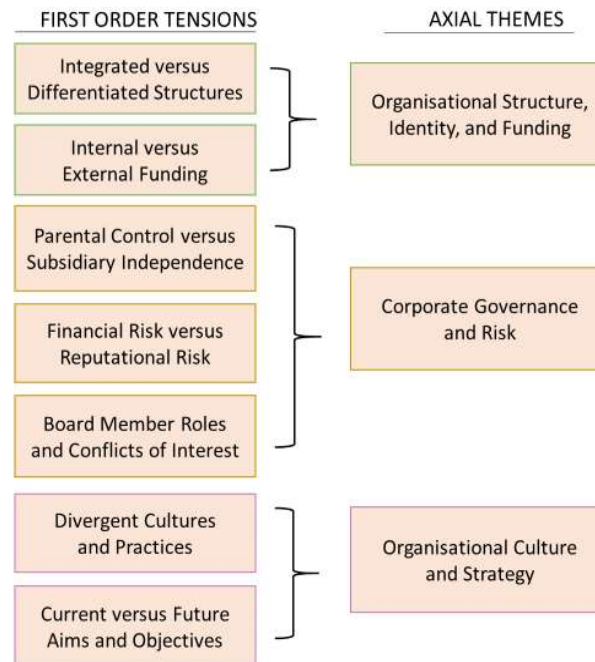 FIRST ORDER TENSIONS
AXIAL THEMES
Integrated versus
Differentiated Structures
Internal versus
External Funding
Organisational Structure,
Identity, and Funding
Parental Control versus
Subsidiary Independence
Financial Risk versus
Reputational Risk
Board Member Roles
and Conflicts of Interest
Corporate Governance
and Risk
Divergent Cultures
and Practices
Current versus Future
Aims and Objectives
Organisational Culture
and Strategy